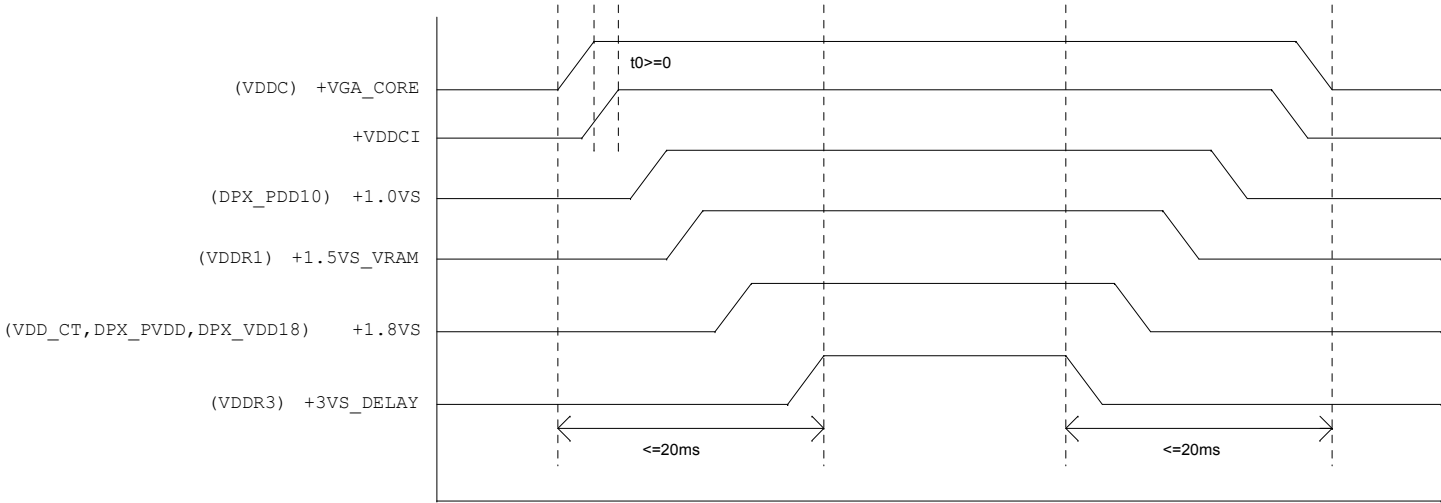 t0>=0
(VDDC) +VGA_CORE
+VDDCI
(DPX_PDD10) +1.0VS
(VDDR1) +1.5VS_VRAM
(VDD_CT,DPX_PVDD,DPX_VDD18) +1.8VS
(VDDR3) +3VS_DELAY
<=20ms <=20ms